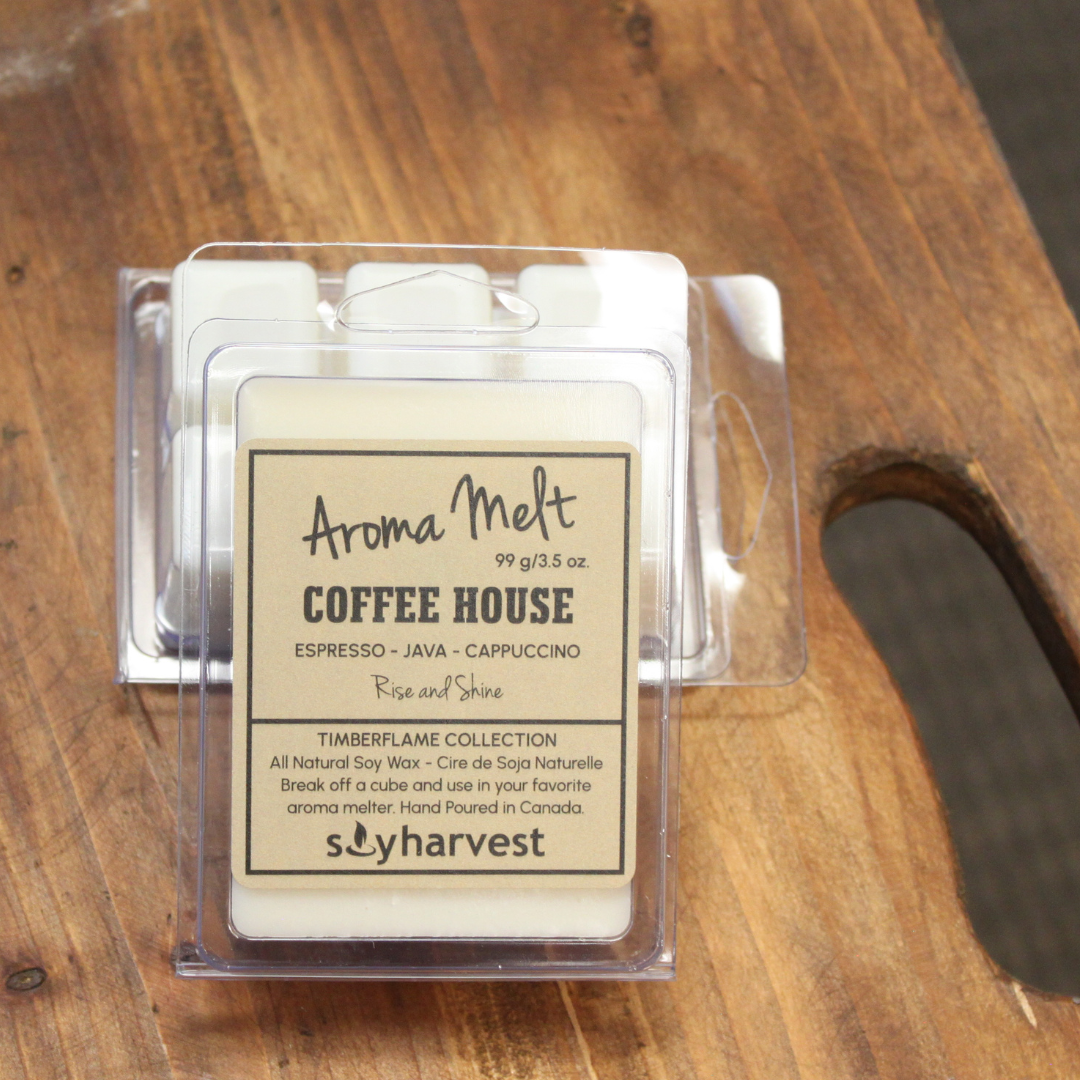 Aroma Melt
99 g/3.5 oz.
COFFEE HOUSE
ESPRESSO - JAVA - CAPPUCCINO
Rise and Shine
TIMBERFLAME COLLECTION
All Natural Soy Wax - Cire de Soja Naturelle
Break off a cube and use in your favorite
aroma melter. Hand Poured in Canada.
soyharvest